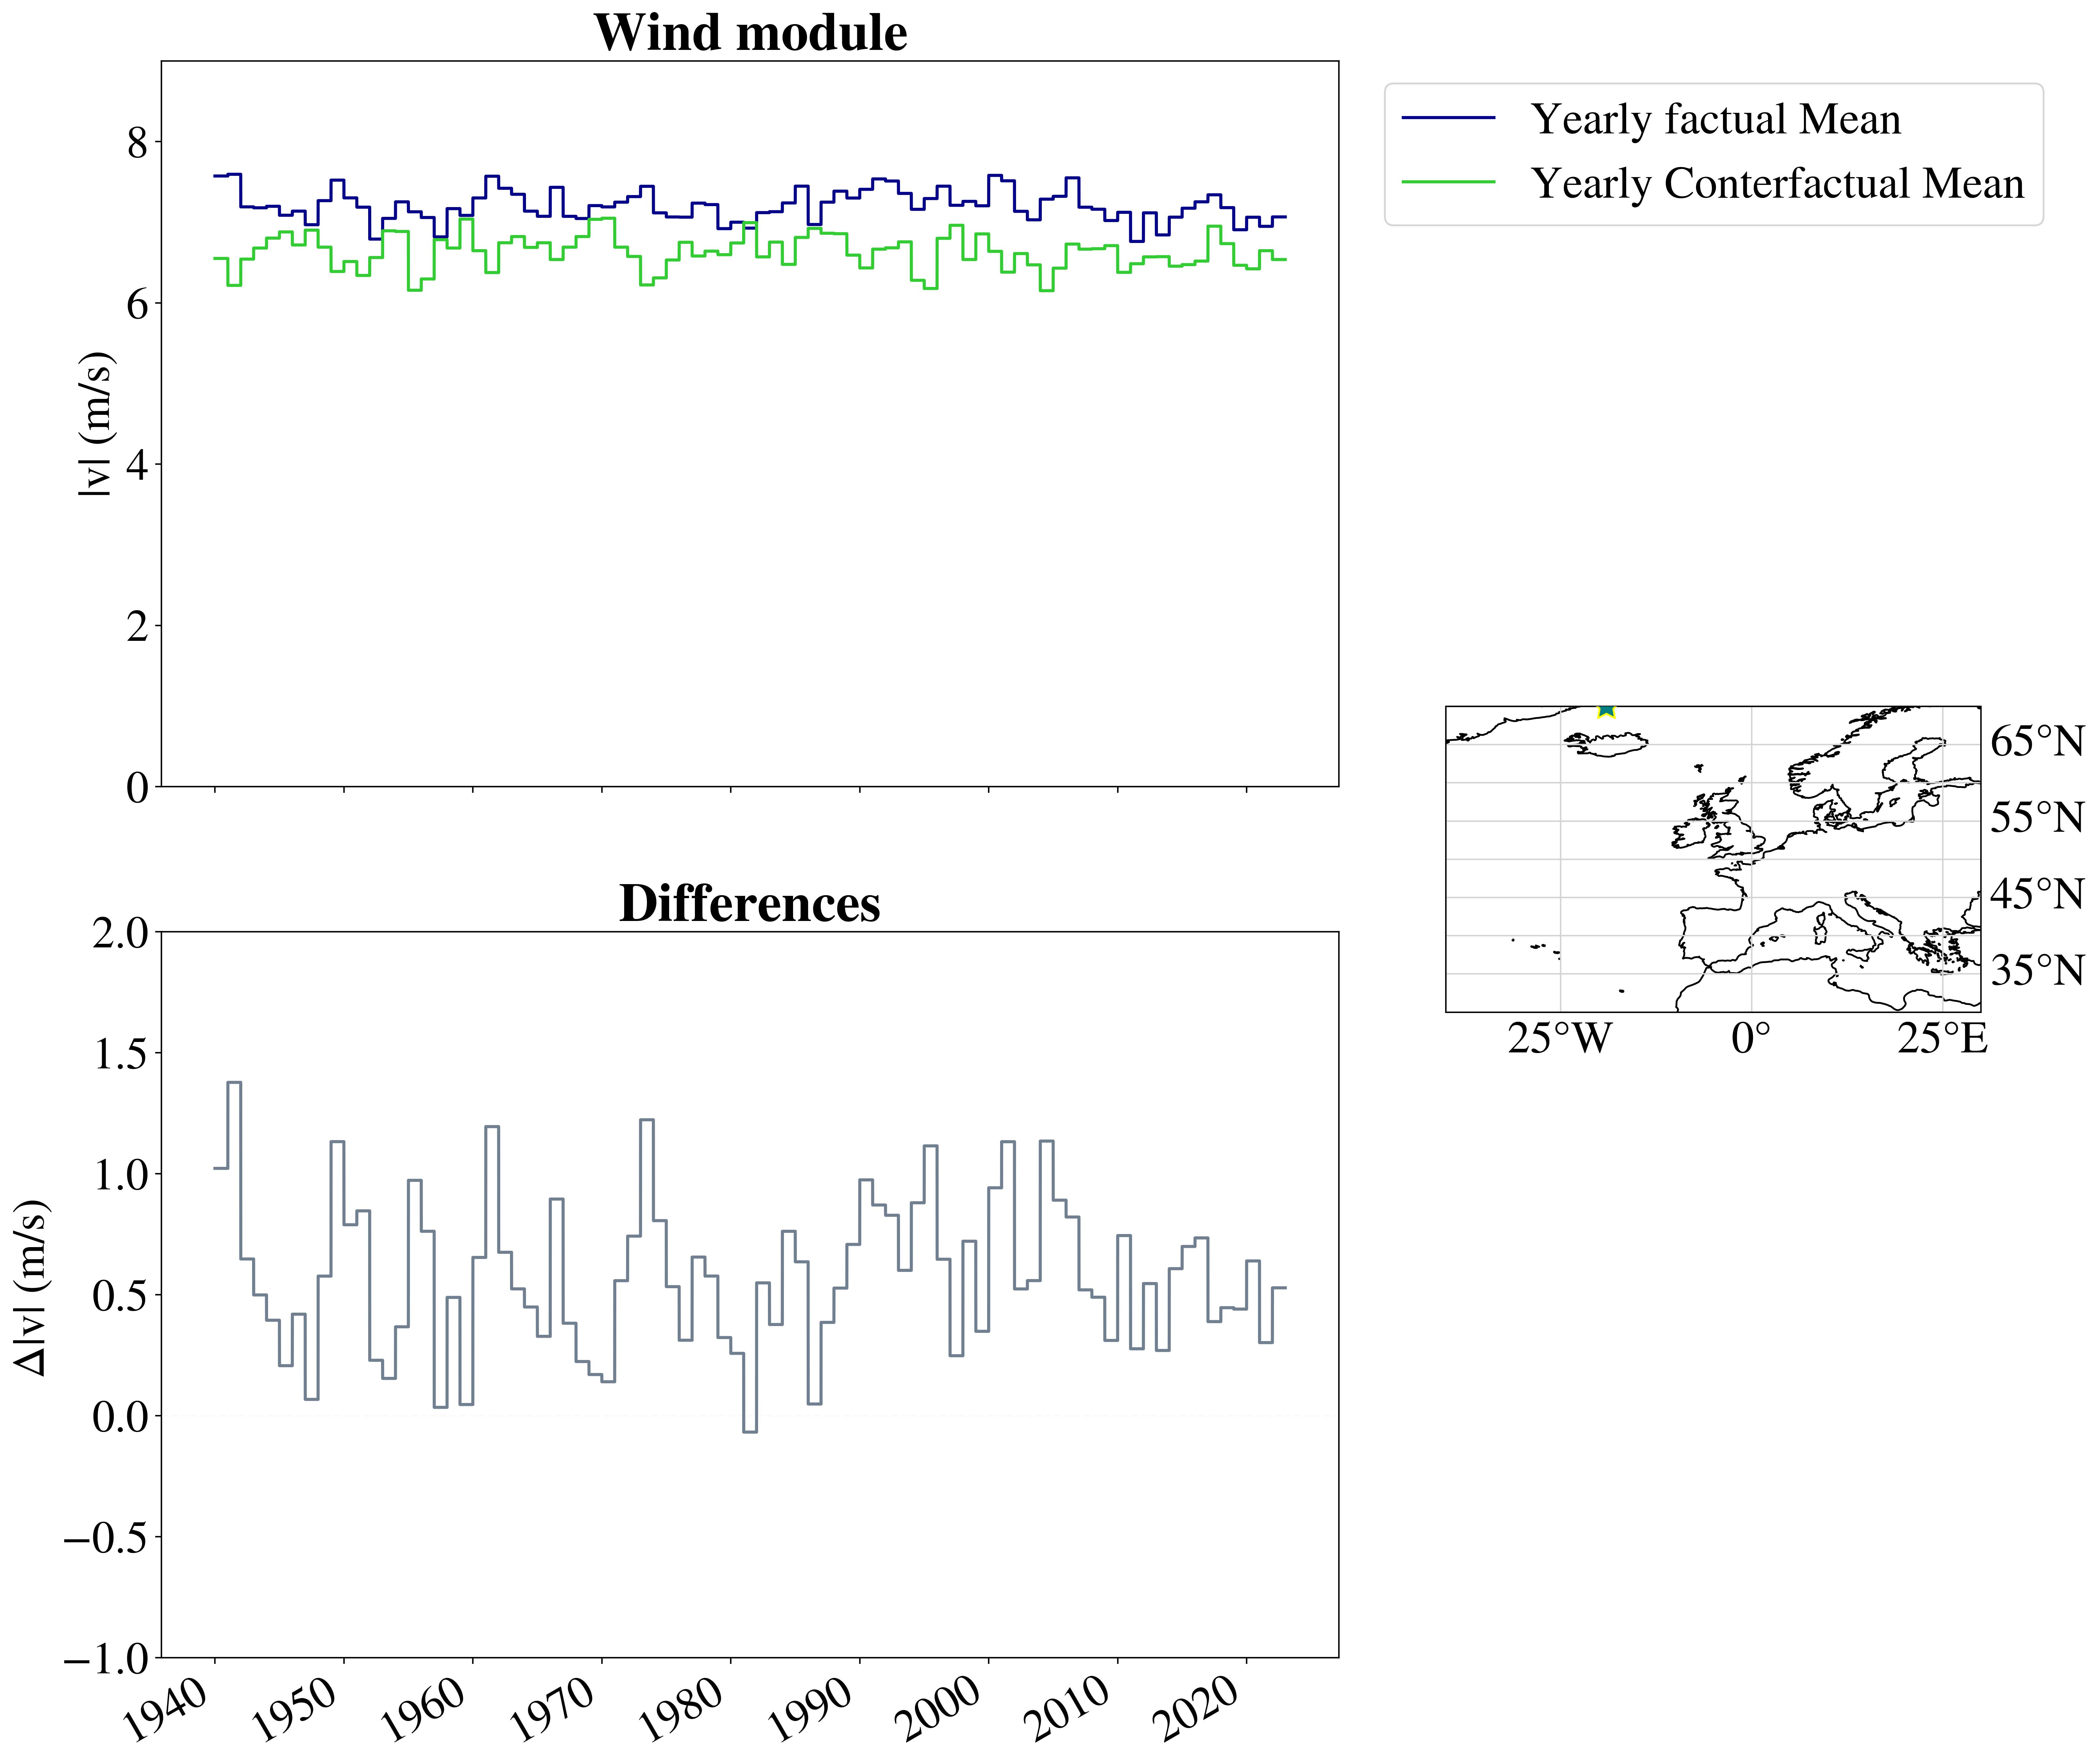 Wind module
8
6
4
2
0
|v| (m/s)
Yearly factual Mean
Yearly Conterfactual Mean
65°N
55°N
45°N
35°N
25°W 0° 25°E
Differences
2.0
1.5
1.0
0.5
0.0
−0.5
−1.0
Δ|v| (m/s)
1940 1950 1960 1970 1980 1990 2000 2010 2020